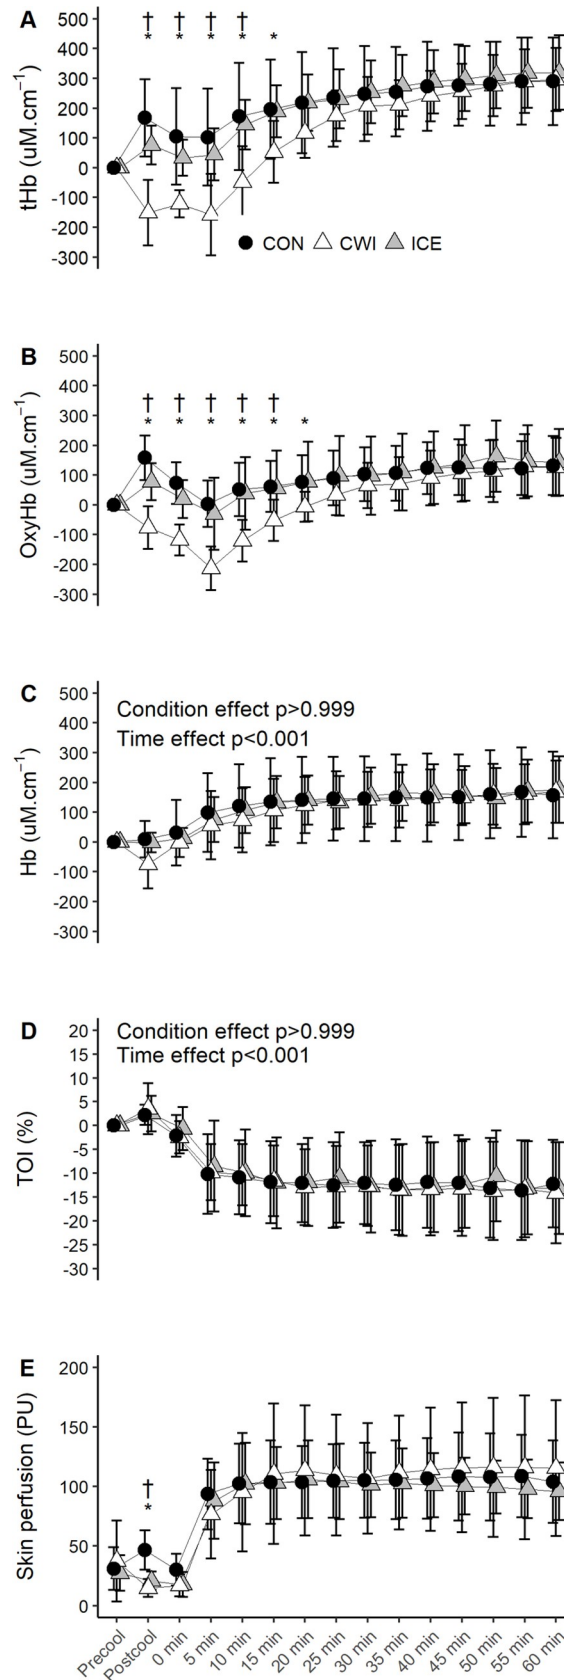 A
tHb (uM.cm⁻¹)
500
400
300
200
100
0
-100
-200
-300
† † † †
* * * * *
CON CWI ICE
B
OxyHb (uM.cm⁻¹)
500
400
300
200
100
0
-100
-200
-300
† † † † †
* * * * * *
C
Hb (uM.cm⁻¹)
500
400
300
200
100
0
-100
-200
-300
Condition effect p>0.999
Time effect p<0.001
D
TOI (%)
20
15
10
5
0
-5
-10
-15
-20
-25
-30
Condition effect p>0.999
Time effect p<0.001
E
Skin perfusion (PU)
200
150
100
50
0
†
*
Precool
Postcool
0 min
5 min
10 min
15 min
20 min
25 min
30 min
35 min
40 min
45 min
50 min
55 min
60 min